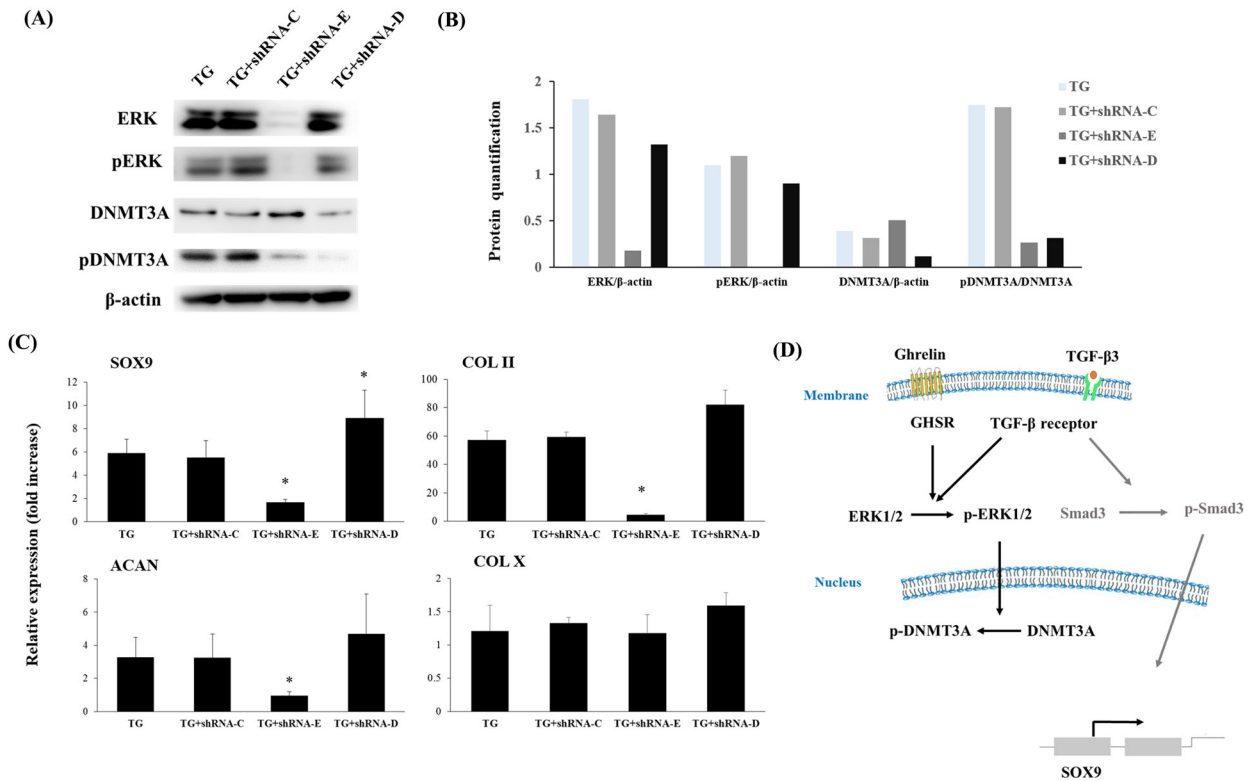 (A)
TG
TG+shRNA-C
TG+shRNA-E
TG+shRNA-D
ERK
pERK
DNMT3A
pDNMT3A
β-actin
(B)
Protein quantification
2
1.5
1
0.5
0
ERK/β-actin
pERK/β-actin
DNMT3A/β-actin
pDNMT3A/DNMT3A
TG
TG+shRNA-C
TG+shRNA-E
TG+shRNA-D
(C)
Relative expression (fold increase)
SOX9
12
10
8
6
4
2
0
*
*
TG
TG+shRNA-C
TG+shRNA-E
TG+shRNA-D
COL II
100
80
60
40
20
0
*
TG
TG+shRNA-C
TG+shRNA-E
TG+shRNA-D
ACAN
8
6
4
2
0
*
TG
TG+shRNA-C
TG+shRNA-E
TG+shRNA-D
COL X
2
1.5
1
0.5
0
TG
TG+shRNA-C
TG+shRNA-E
TG+shRNA-D
(D)
Ghrelin
TGF-β3
Membrane
GHSR
TGF-β receptor
ERK1/2
p-ERK1/2
Smad3
p-Smad3
Nucleus
p-DNMT3A
DNMT3A
SOX9